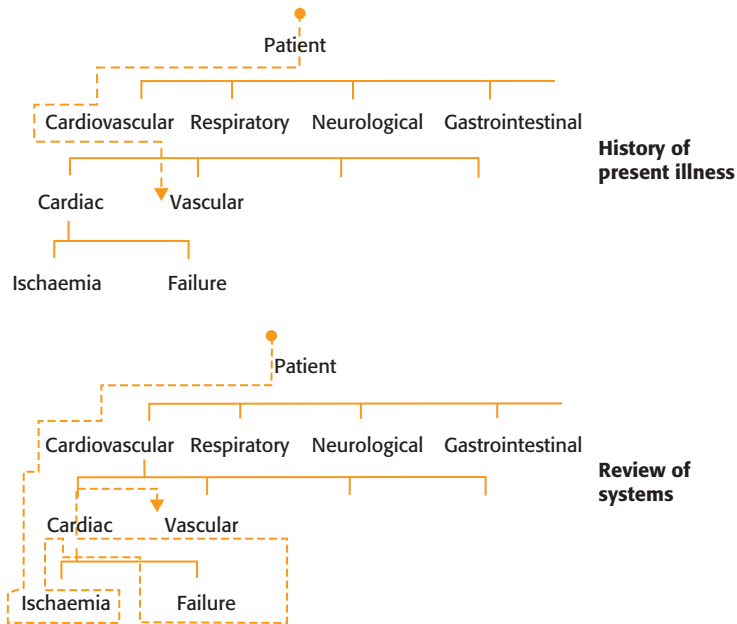 Patient
Cardiovascular Respiratory Neurological Gastrointestinal
History of
present illness
Cardiac Vascular
Ischaemia Failure
Patient
Cardiovascular Respiratory Neurological Gastrointestinal
Review of
systems
Cardiac Vascular
Ischaemia Failure